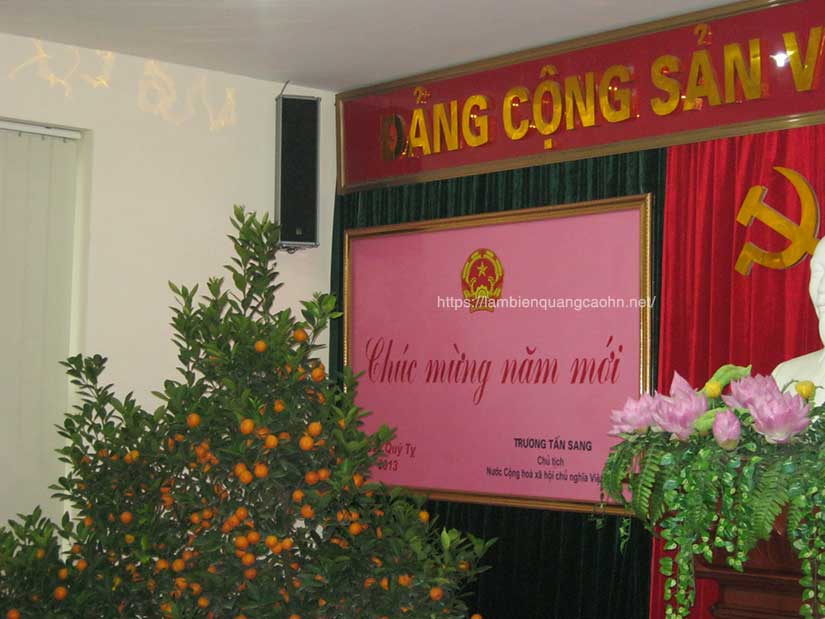 ĐẢNG CỘNG SẢN V
https://lambienquangcaohn.net/
Chúc mừng năm mới
Quý Tỵ
2013
TRƯƠNG TẤN SANG
Chủ tịch
Nước Cộng hoà xã hội chủ nghĩa Việ